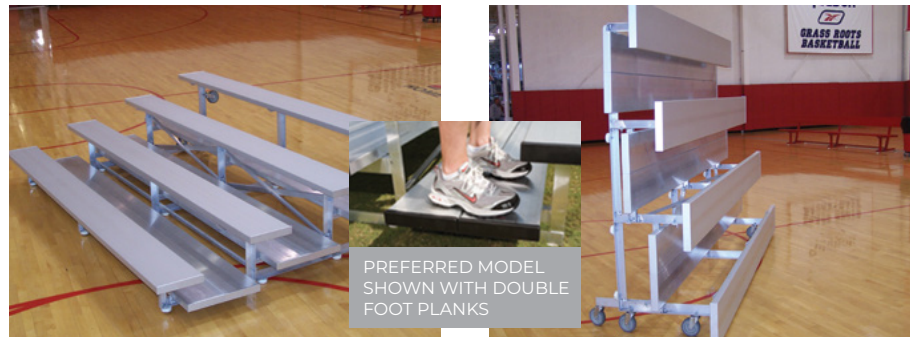 GRASS ROOTS
BASKETBALL
PREFERRED MODEL
SHOWN WITH DOUBLE
FOOT PLANKS